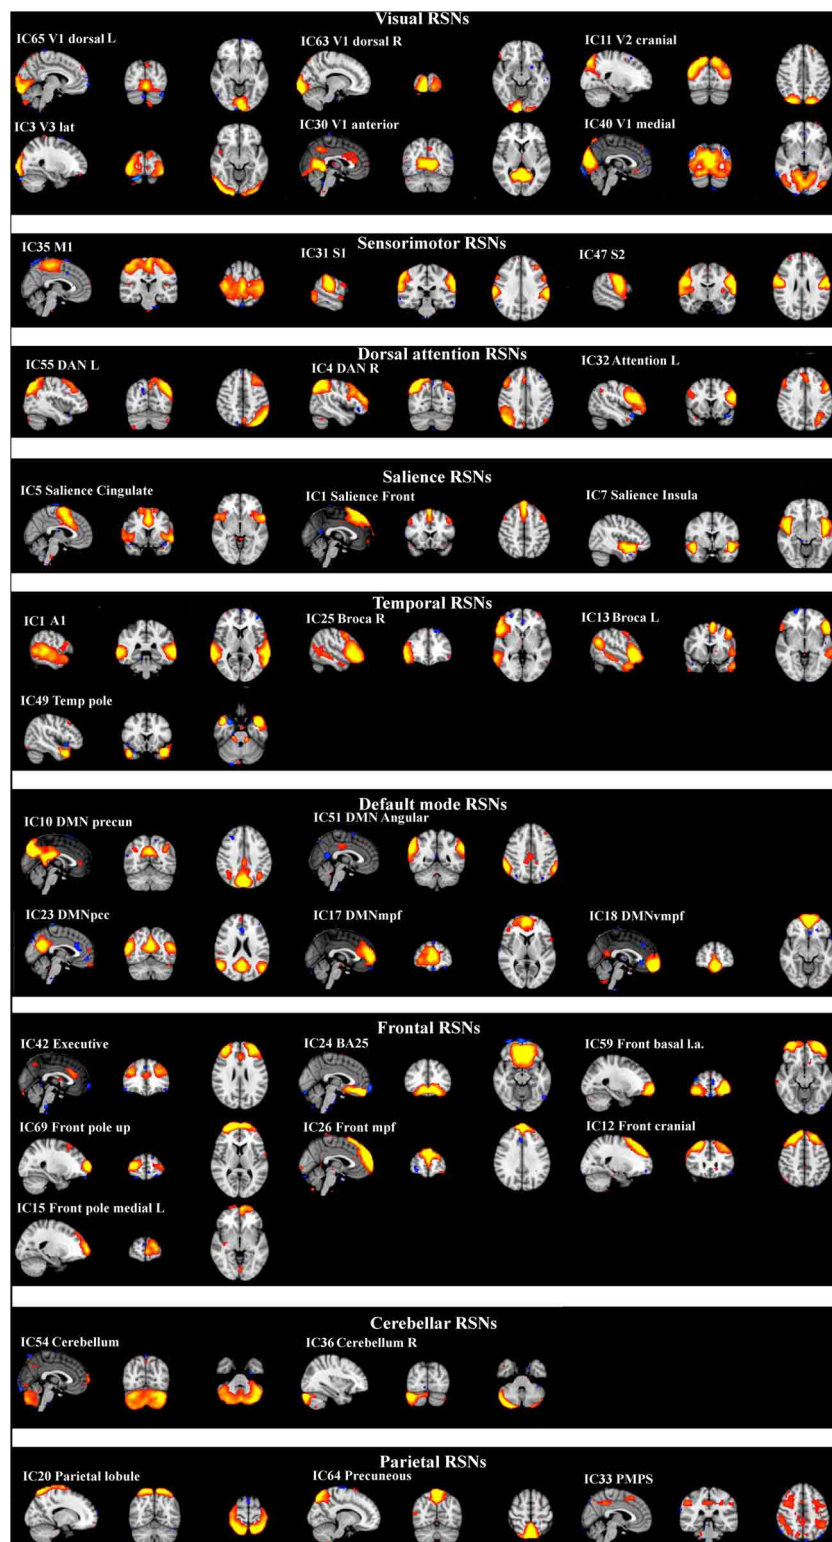 Visual RSNs
IC65 V1 dorsal L
IC63 V1 dorsal R
IC11 V2 cranial
IC3 V3 lat
IC30 V1 anterior
IC40 V1 medial
Sensorimotor RSNs
IC35 M1
IC31 S1
IC47 S2
Dorsal attention RSNs
IC55 DAN L
IC4 DAN R
IC32 Attention L
Salience RSNs
IC5 Salience Cingulate
IC1 Salience Front
IC7 Salience Insula
Temporal RSNs
IC1 A1
IC25 Broca R
IC13 Broca L
IC49 Temp pole
Default mode RSNs
IC10 DMN precun
IC51 DMN Angular
IC23 DMNpcc
IC17 DMNmpf
IC18 DMNvmpf
Frontal RSNs
IC42 Executive
IC24 BA25
IC59 Front basal l.a.
IC69 Front pole up
IC26 Front mpf
IC12 Front cranial
IC15 Front pole medial L
Cerebellar RSNs
IC54 Cerebellum
IC36 Cerebellum R
Parietal RSNs
IC20 Parietal lobule
IC64 Precuneous
IC33 PMPS